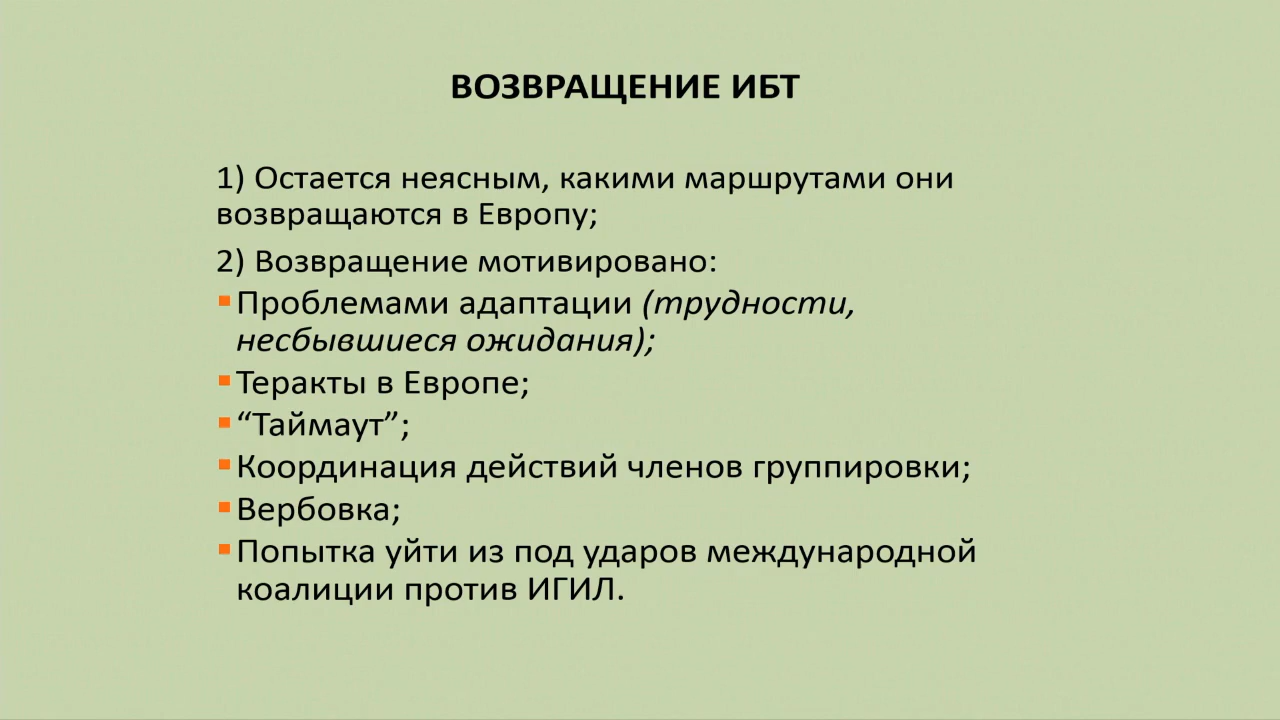 ВОЗВРАЩЕНИЕ ИБТ
1) Остается неясным, какими маршрутами они
возвращаются в Европу;
2) Возвращение мотивировано:
▪Проблемами адаптации (трудности,
несбывшиеся ожидания);
▪Теракты в Европе;
▪“Таймаут”;
▪Координация действий членов группировки;
▪Вербовка;
▪Попытка уйти из под ударов международной
коалиции против ИГИЛ.